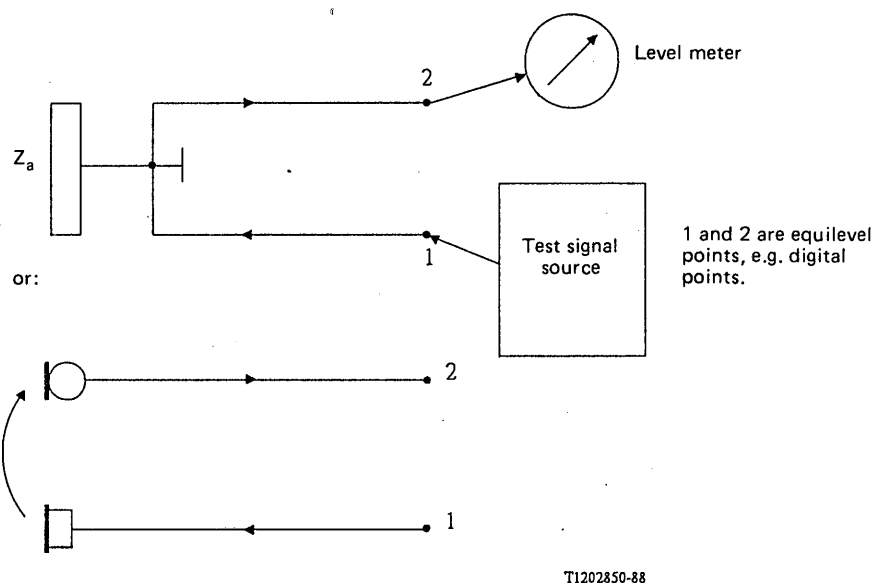 Level meter
2
Za
1
Test signal
source
1 and 2 are equilevel
points, e.g. digital
points.
or:
2
1
T1202850-88